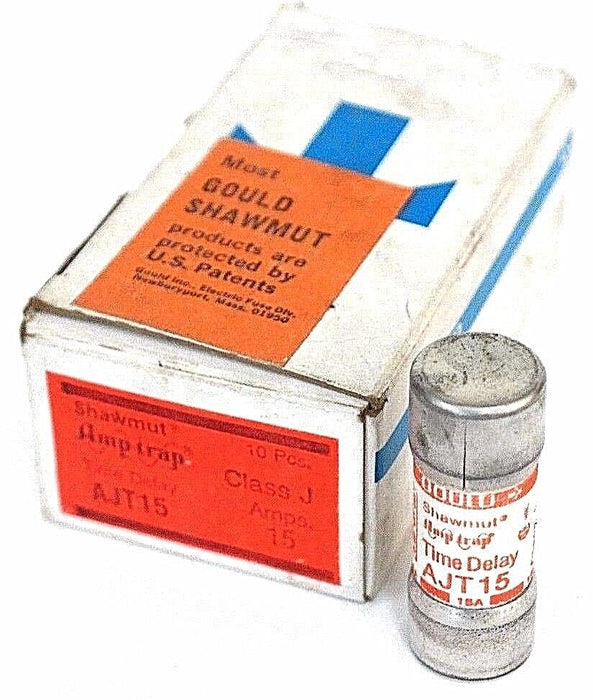 Most
GOULD
SHAWMUT
products are
protected by
U.S. Patents
Gould Inc., Electric Fuse Div.
Newburyport, Mass. 01950
Shawmut® 10 Pcs.
Amp trap®
Time Delay Class J
AJT15 Amps.
15
GOULD
Shawmut®
Amp trap
Time Delay
AJT15
15A